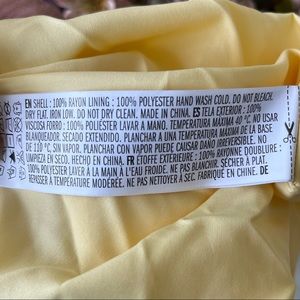 EN SHELL : 100% RAYON LINING : 100% POLYESTER HAND WASH COLD. DO NOT BLEACH.
DRY FLAT. IRON LOW. DO NOT DRY CLEAN. MADE IN CHINA. ES TELA EXTERIOR : 100%
VISCOSA FORRO : 100% POLIÉSTER LAVAR A MANO. TEMPERATURA MÁXIMA 40 °C NO USAR
BLANQUEADOR. SECADO EXTENDIDO. PLANCHAR A UNA TEMPERATURA MÁXIMA DE LA BASE
DE 110 °C, SIN VAPOR. PLANCHAR CON VAPOR PUEDE CAUSAR UN DAÑO IRREVERSIBLE. NO
LIMPIEZA EN SECO. HECHO EN CHINA. FR ÉTOFFE EXTÉRIEURE : 100% RAYONNE DOUBLURE :
100% POLYESTER LAVER À LA MAIN À L'EAU FROIDE. NE PAS BLANCHIR. SÉCHER À PLAT.
REPASSER À TEMPÉRATURE MODÉRÉE. NE PAS NETTOYER À SEC. FABRIQUÉ EN CHINE. DE